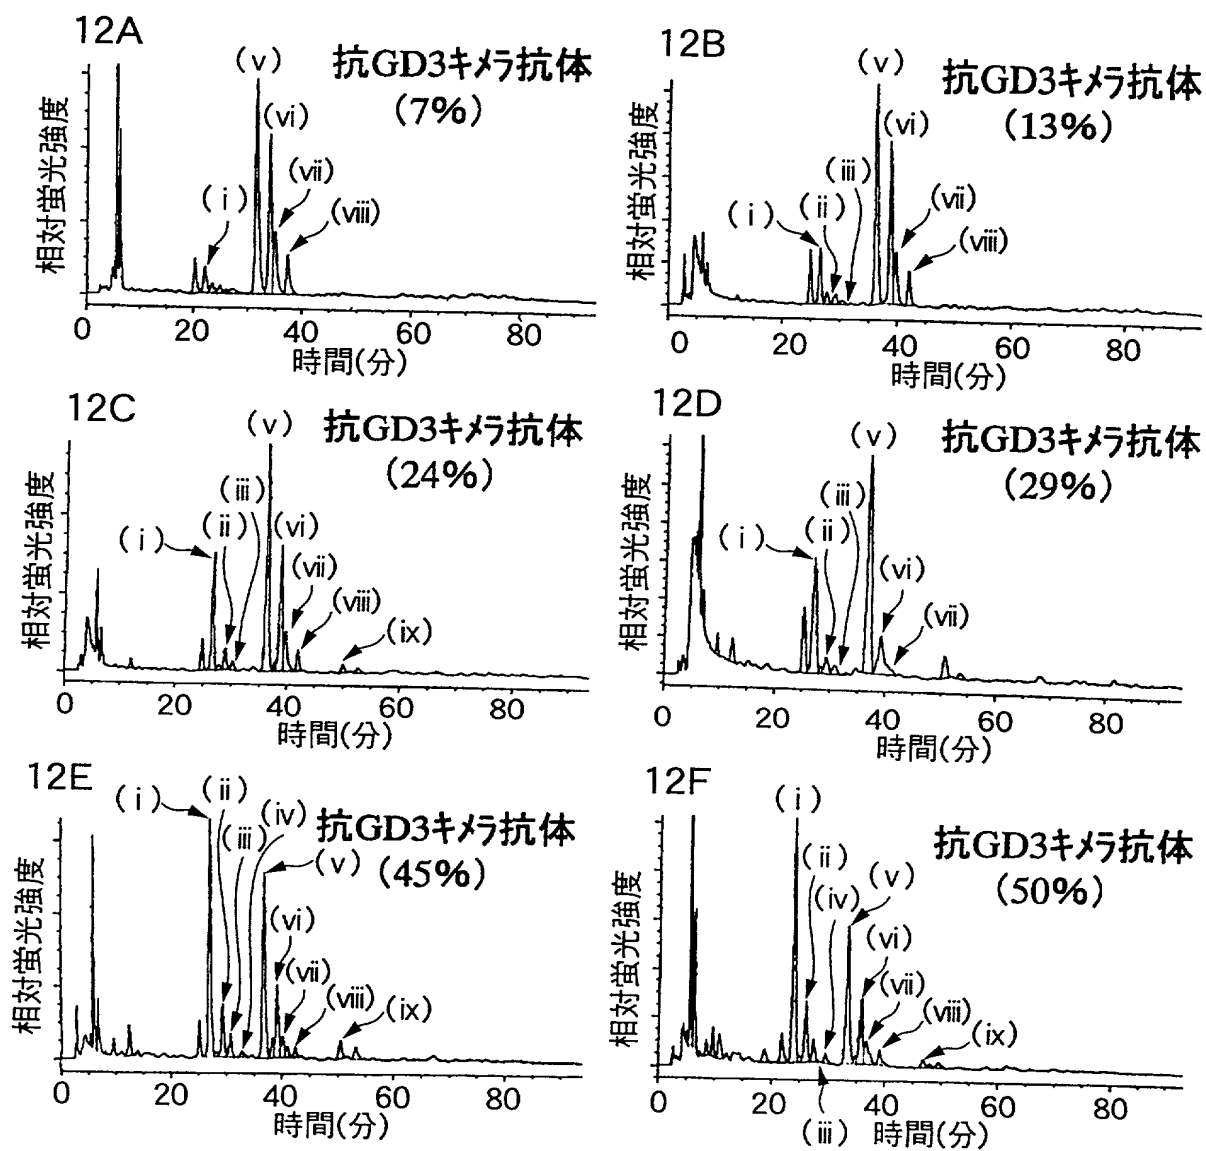 12A
抗GD3キメラ抗体
(7%)
(v)
(vi)
(vii)
(viii)
(i)
相対蛍光強度
0 20 40 60 80
時間(分)
12B
抗GD3キメラ抗体
(13%)
(v)
(vi)
(iii)
(ii)
(i)
(vii)
(viii)
相対蛍光強度
0 20 40 60 80
時間(分)
12C
抗GD3キメラ抗体
(24%)
(v)
(iii)
(ii)
(i)
(vi)
(vii)
(viii)
(ix)
相対蛍光強度
0 20 40 60 80
時間(分)
12D
抗GD3キメラ抗体
(29%)
(v)
(iii)
(ii)
(i)
(vi)
(vii)
相対蛍光強度
0 20 40 60 80
時間(分)
12E
抗GD3キメラ抗体
(45%)
(i)
(ii)
(iii)
(iv)
(v)
(vi)
(vii)
(viii)
(ix)
相対蛍光強度
0 20 40 60 80
時間(分)
12F
抗GD3キメラ抗体
(50%)
(i)
(ii)
(iv)
(v)
(vi)
(vii)
(viii)
(ix)
相対蛍光強度
0 20 40 60 80
(iii)
時間(分)